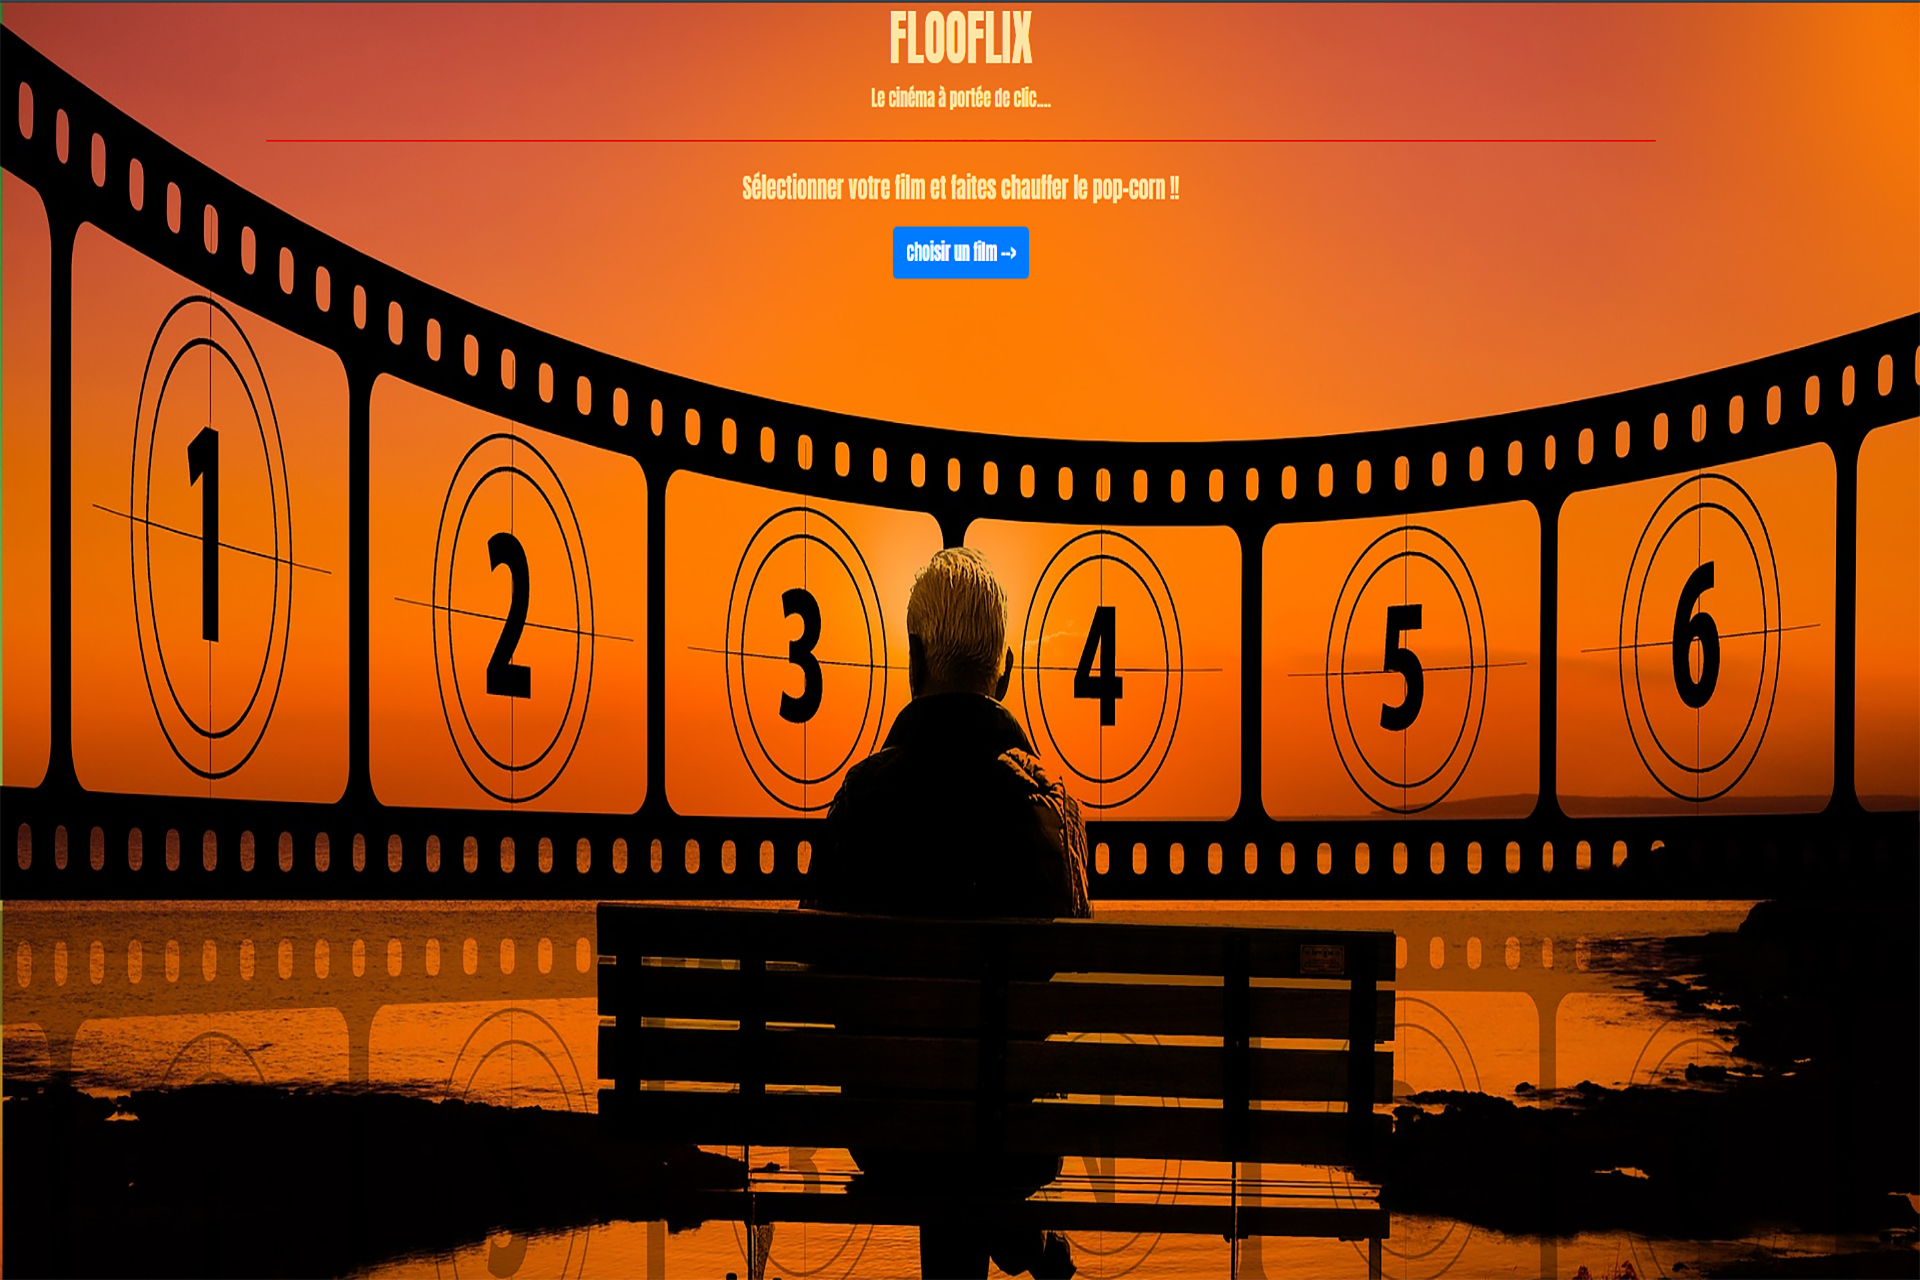 FLOOFLIX
Le cinéma à portée de clic....
Sélectionner votre film et faites chauffer le pop-corn !!
choisir un film -->
1 2 3 4 5 6